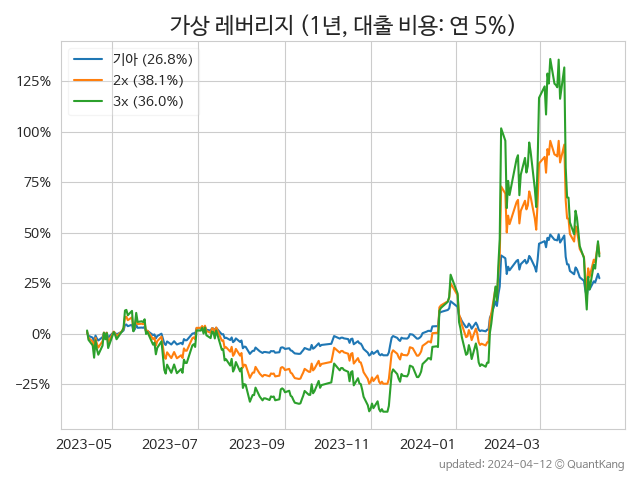 가상 레버리지 (1년, 대출 비용: 연 5%)
기아 (26.8%)
2x (38.1%)
3x (36.0%)
125%
100%
75%
50%
25%
0%
−25%
2023-05 2023-07 2023-09 2023-11 2024-01 2024-03
updated: 2024-04-12 © QuantKang